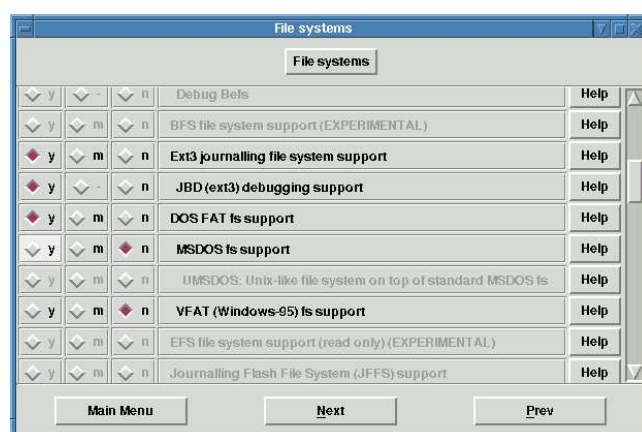 File systems
File systems
y - n Debug Befs Help
y m n BFS file system support (EXPERIMENTAL) Help
y m n Ext3 journalling file system support Help
y - n JBD (ext3) debugging support Help
y m n DOS FAT fs support Help
y m n MSDOS fs support Help
y m n UMSDOS: Unix-like file system on top of standard MSDOS fs Help
y m n VFAT (Windows-95) fs support Help
y m n EFS file system support (read only) (EXPERIMENTAL) Help
y m n Journalling Flash File System (JFFS) support Help
Main Menu Next Prev